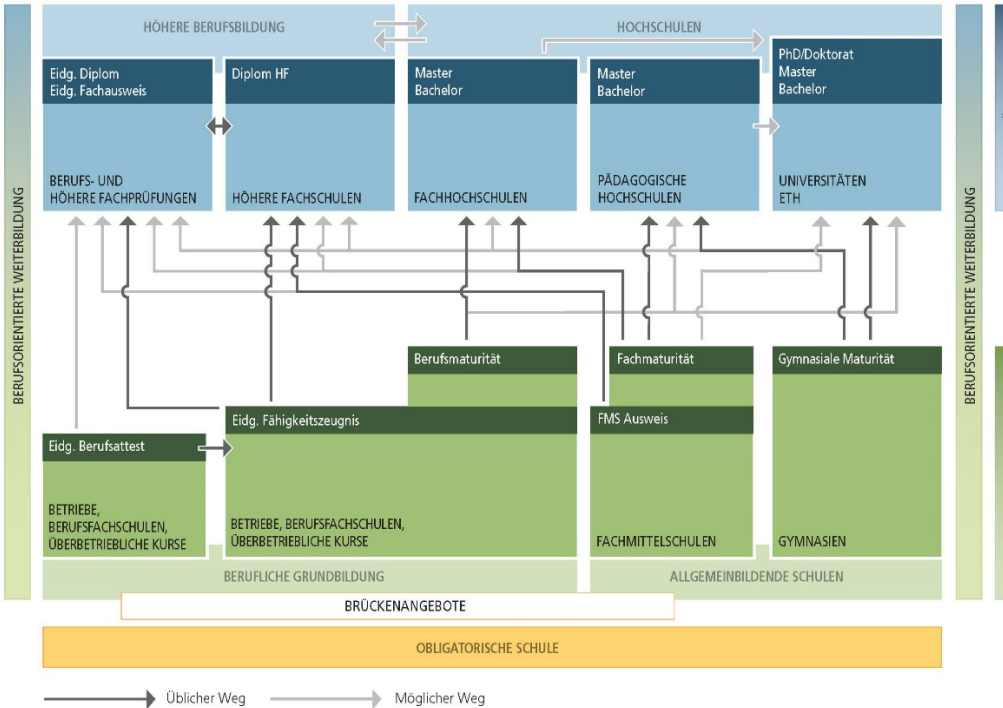 HÖHERE BERUFSBILDUNG
HOCHSCHULEN
Eidg. Diplom
Eidg. Fachausweis
Diplom HF
Master
Bachelor
Master
Bachelor
PhD/Doktorat
Master
Bachelor
BERUFS- UND
HÖHERE FACHPRÜFUNGEN
HÖHERE FACHSCHULEN
FACHHOCHSCHULEN
PÄDAGOGISCHE
HOCHSCHULEN
UNIVERSITÄTEN
ETH
BERUFSORIENTIERTE WEITERBILDUNG
BERUFSORIENTIERTE WEITERBILDUNG
Berufsmaturität
Fachmaturität
Gymnasiale Maturität
Eidg. Fähigkeitszeugnis
FMS Ausweis
Eidg. Berufsattest
BETRIEBE,
BERUFSFACHSCHULEN,
ÜBERBETRIEBLICHE KURSE
BETRIEBE, BERUFSFACHSCHULEN,
ÜBERBETRIEBLICHE KURSE
FACHMITTELSCHULEN
GYMNASIEN
BERUFLICHE GRUNDBILDUNG
ALLGEMEINBILDENDE SCHULEN
BRÜCKENANGEBOTE
OBLIGATORISCHE SCHULE
Üblicher Weg
Möglicher Weg